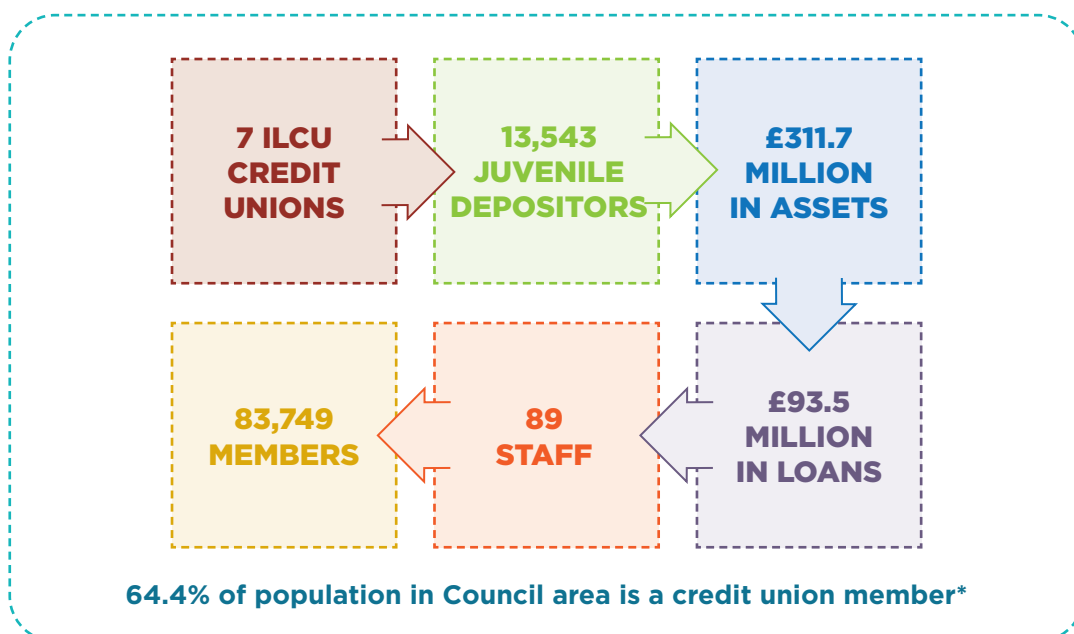 7 ILCU
CREDIT
UNIONS
13,543
JUVENILE
DEPOSITORS
£311.7
MILLION
IN ASSETS
£93.5
MILLION
IN LOANS
89
STAFF
83,749
MEMBERS
64.4% of population in Council area is a credit union member*